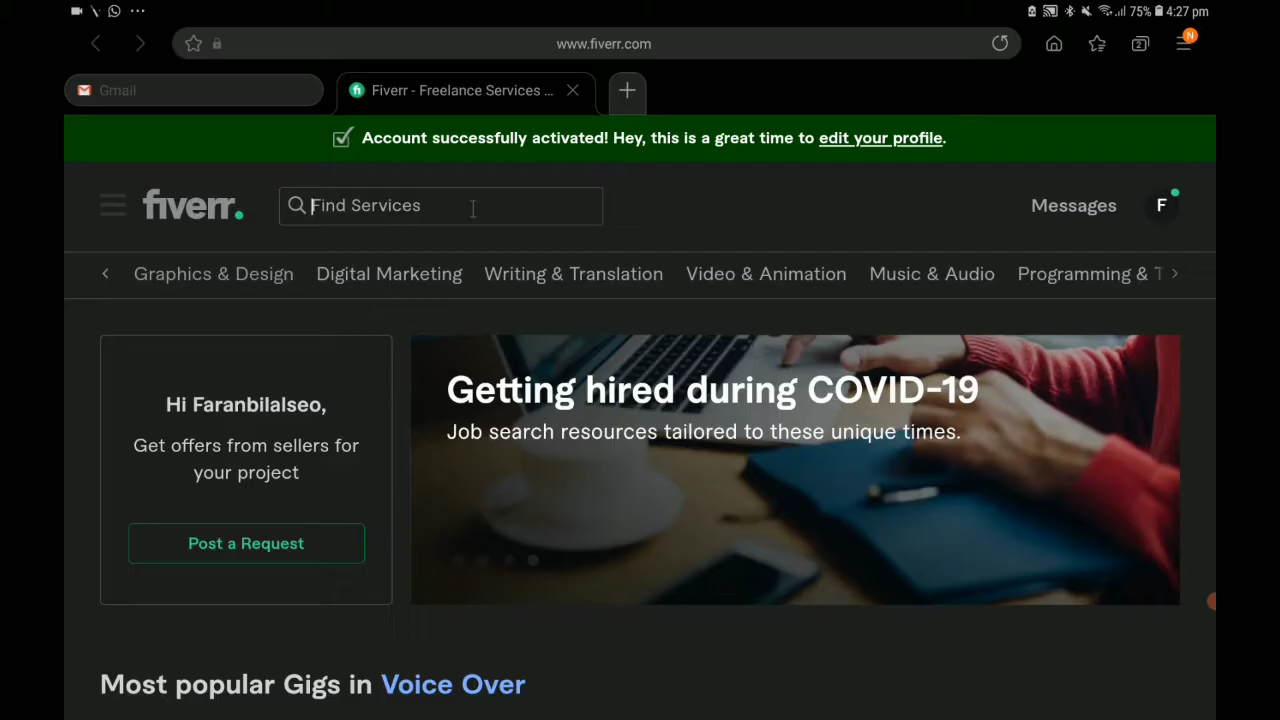 75% 4:27 pm
www.fiverr.com
2
N
Gmail
Fiverr - Freelance Services ...
Account successfully activated! Hey, this is a great time to edit your profile.
fiverr.
Find Services
Messages
F
Graphics & Design
Digital Marketing
Writing & Translation
Video & Animation
Music & Audio
Programming & T
Hi Faranbilalseo,
Get offers from sellers for
your project
Post a Request
Getting hired during COVID-19
Job search resources tailored to these unique times.
Most popular Gigs in Voice Over